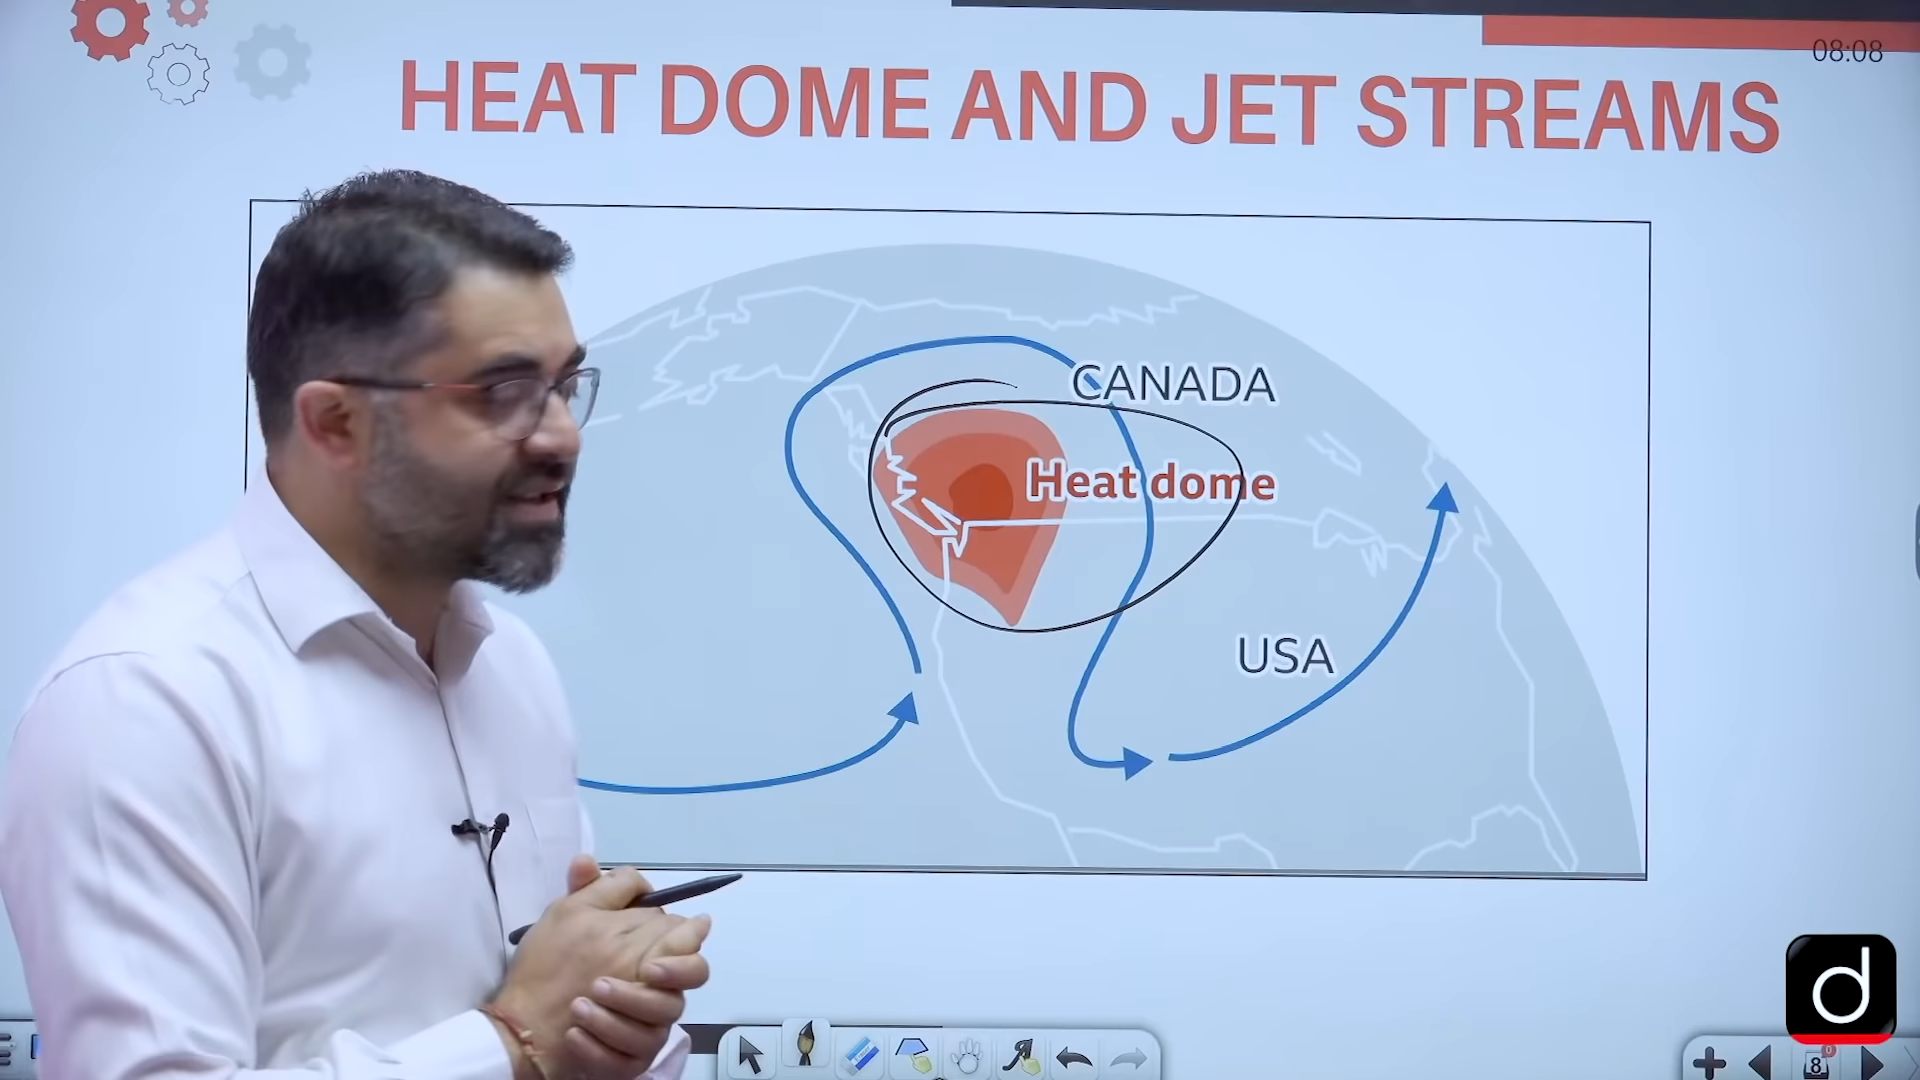 08:08
HEAT DOME AND JET STREAMS
CANADA
Heat dome
USA
d
8